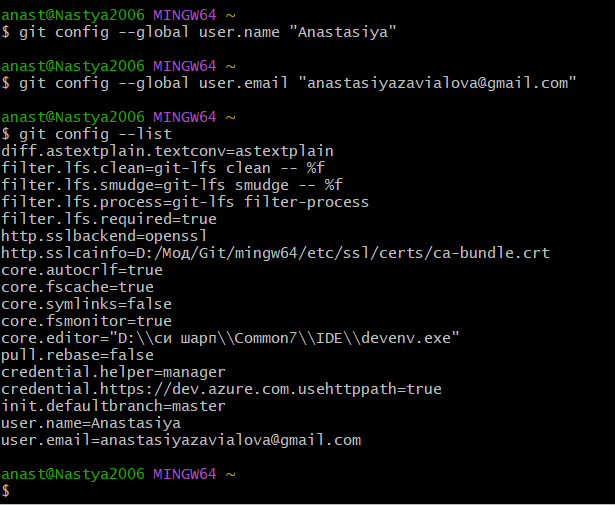 anast@Nastya2006 MINGW64 ~
$ git config --global user.name "Anastasiya"
anast@Nastya2006 MINGW64 ~
$ git config --global user.email "anastasiyazavialova@gmail.com"
anast@Nastya2006 MINGW64 ~
$ git config --list
diff.astextplain.textconv=astextplain
filter.lfs.clean=git-lfs clean -- %f
filter.lfs.smudge=git-lfs smudge -- %f
filter.lfs.process=git-lfs filter-process
filter.lfs.required=true
http.sslbackend=openssl
http.sslcainfo=D:/Мод/Git/mingw64/etc/ssl/certs/ca-bundle.crt
core.autocrlf=true
core.fscache=true
core.symlinks=false
core.fsmonitor=true
core.editor="D:\\си шарп\\Common7\\IDE\\devenv.exe"
pull.rebase=false
credential.helper=manager
credential.https://dev.azure.com.usehttppath=true
init.defaultbranch=master
user.name=Anastasiya
user.email=anastasiyazavialova@gmail.com
anast@Nastya2006 MINGW64 ~
$